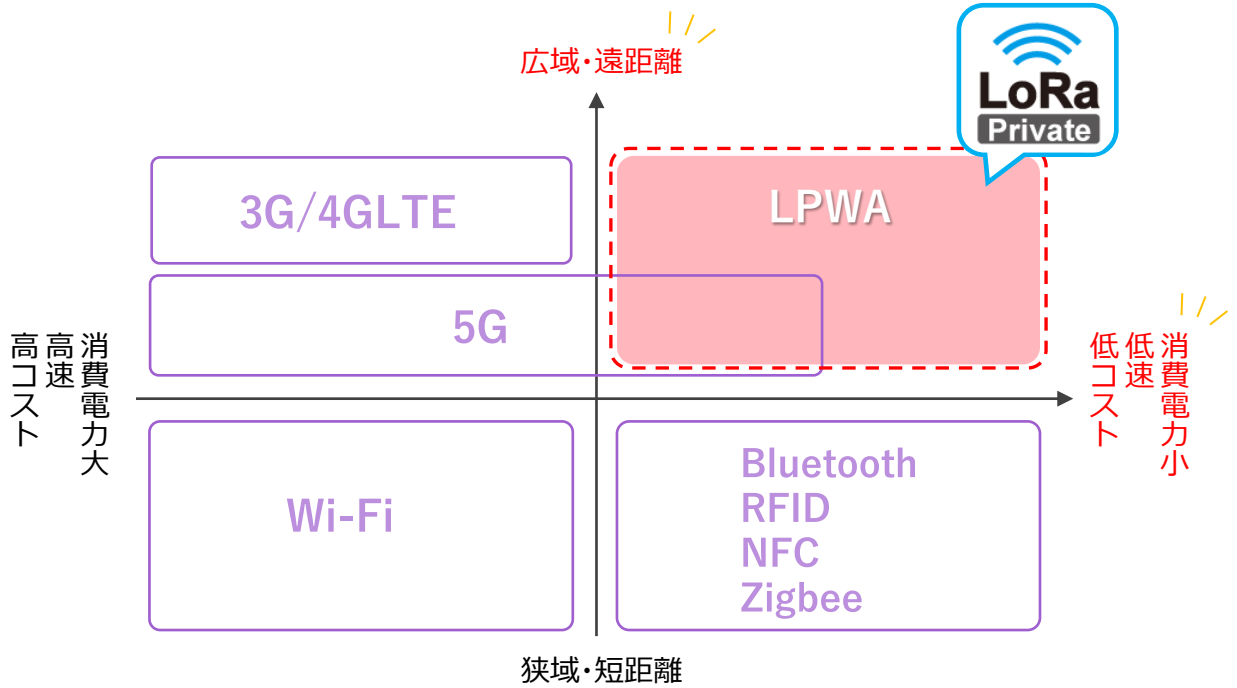 広域・遠距離
LoRa
Private
3G/4GLTE
LPWA
5G
消費電力大
高速
高コスト
消費電力小
低速
低コスト
Wi-Fi
Bluetooth
RFID
NFC
Zigbee
狭域・短距離